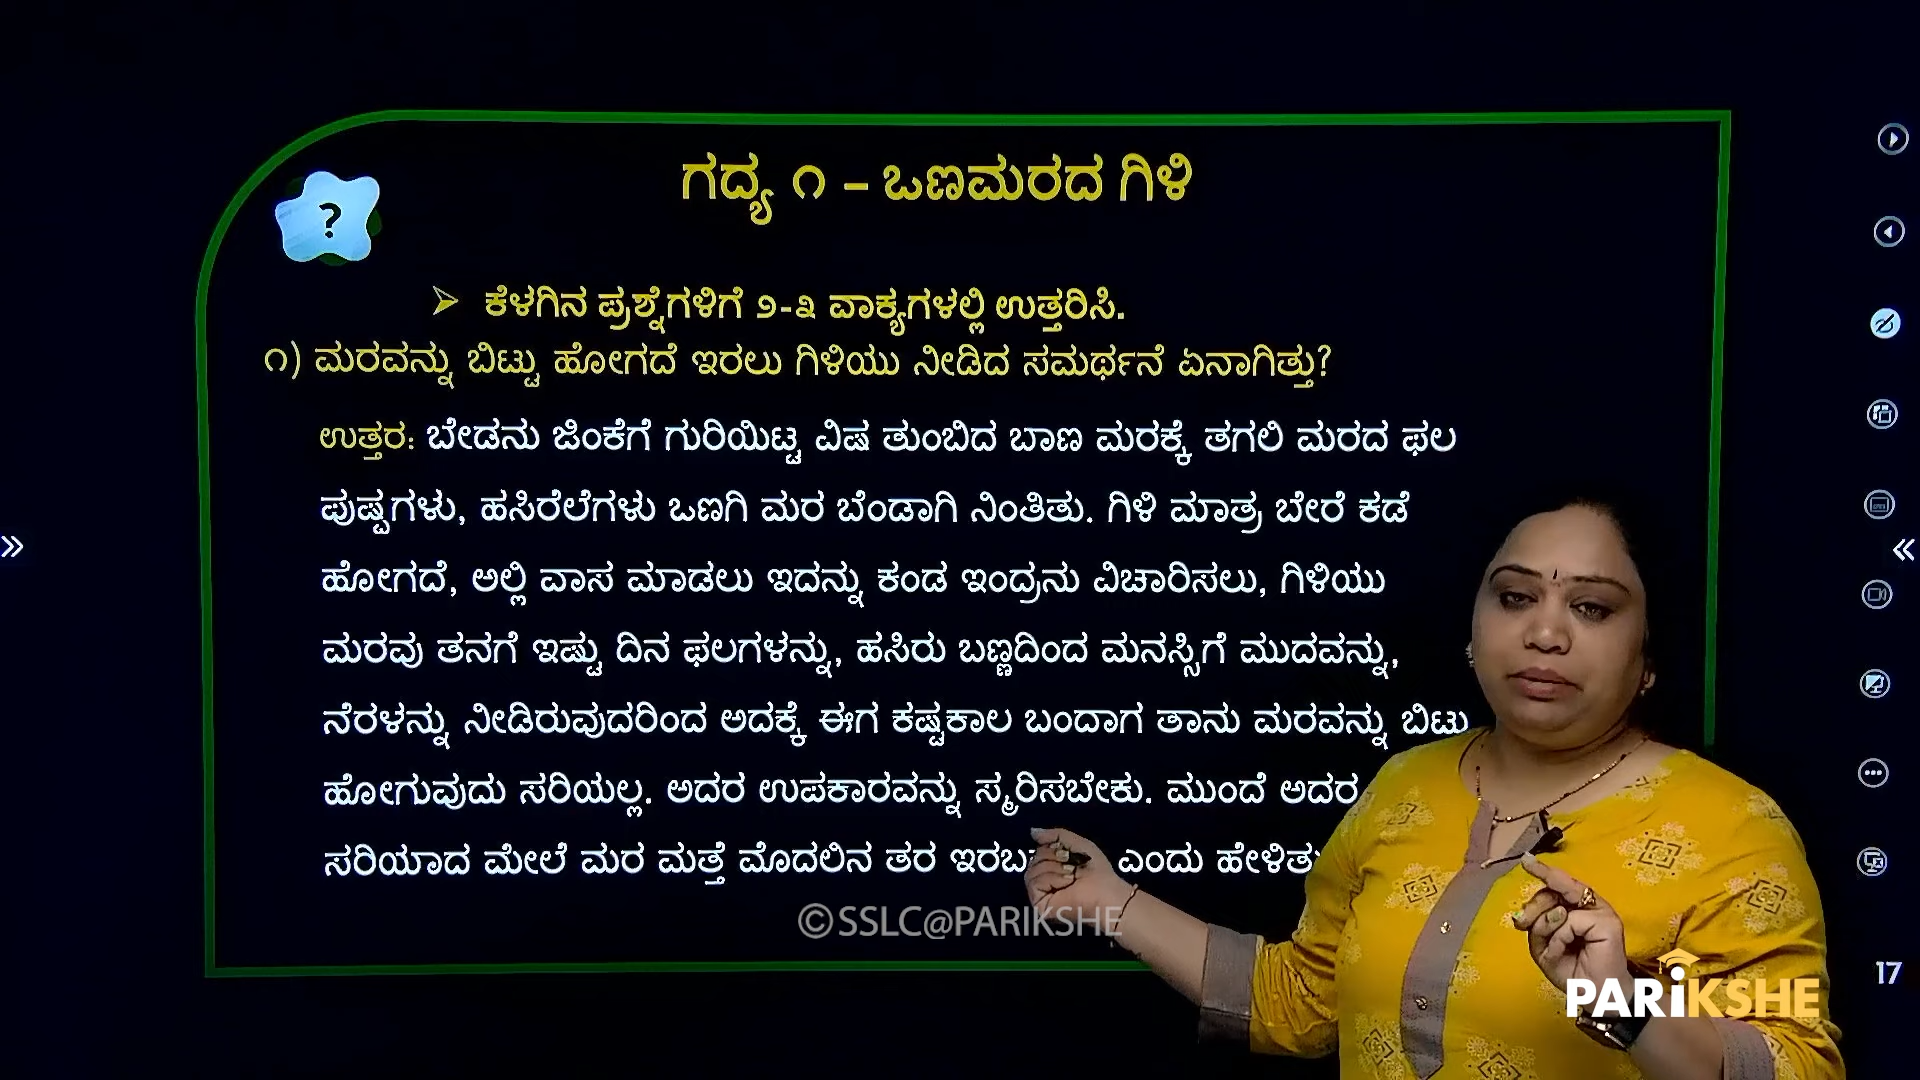 ಗದ್ಯ ೧ – ಒಣಮರದ ಗಿಳಿ
?
➢ ಕೆಳಗಿನ ಪ್ರಶ್ನೆಗಳಿಗೆ ೨-೩ ವಾಕ್ಯಗಳಲ್ಲಿ ಉತ್ತರಿಸಿ.
೧) ಮರವನ್ನು ಬಿಟ್ಟು ಹೋಗದೆ ಇರಲು ಗಿಳಿಯು ನೀಡಿದ ಸಮರ್ಥನೆ ಏನಾಗಿತ್ತು?
ಉತ್ತರ: ಬೇಡನು ಜಿಂಕೆಗೆ ಗುರಿಯಿಟ್ಟ ವಿಷ ತುಂಬಿದ ಬಾಣ ಮರಕ್ಕೆ ತಗಲಿ ಮರದ ಫಲ
ಪುಷ್ಪಗಳು, ಹಸಿರೆಲೆಗಳು ಒಣಗಿ ಮರ ಬೆಂಡಾಗಿ ನಿಂತಿತು. ಗಿಳಿ ಮಾತ್ರ ಬೇರೆ ಕಡೆ
ಹೋಗದೆ, ಅಲ್ಲಿ ವಾಸ ಮಾಡಲು ಇದನ್ನು ಕಂಡ ಇಂದ್ರನು ವಿಚಾರಿಸಲು, ಗಿಳಿಯು
ಮರವು ತನಗೆ ಇಷ್ಟು ದಿನ ಫಲಗಳನ್ನು, ಹಸಿರು ಬಣ್ಣದಿಂದ ಮನಸ್ಸಿಗೆ ಮುದವನ್ನು,
ನೆರಳನ್ನು ನೀಡಿರುವುದರಿಂದ ಅದಕ್ಕೆ ಈಗ ಕಷ್ಟಕಾಲ ಬಂದಾಗ ತಾನು ಮರವನ್ನು ಬಿಟ್ಟು
ಹೋಗುವುದು ಸರಿಯಲ್ಲ. ಅದರ ಉಪಕಾರವನ್ನು ಸ್ಮರಿಸಬೇಕು. ಮುಂದೆ ಅದರ
ಸರಿಯಾದ ಮೇಲೆ ಮರ ಮತ್ತೆ ಮೊದಲಿನ ತರ ಎಂದು
©SSLC@PARIKSHE
PARiKSHE
17